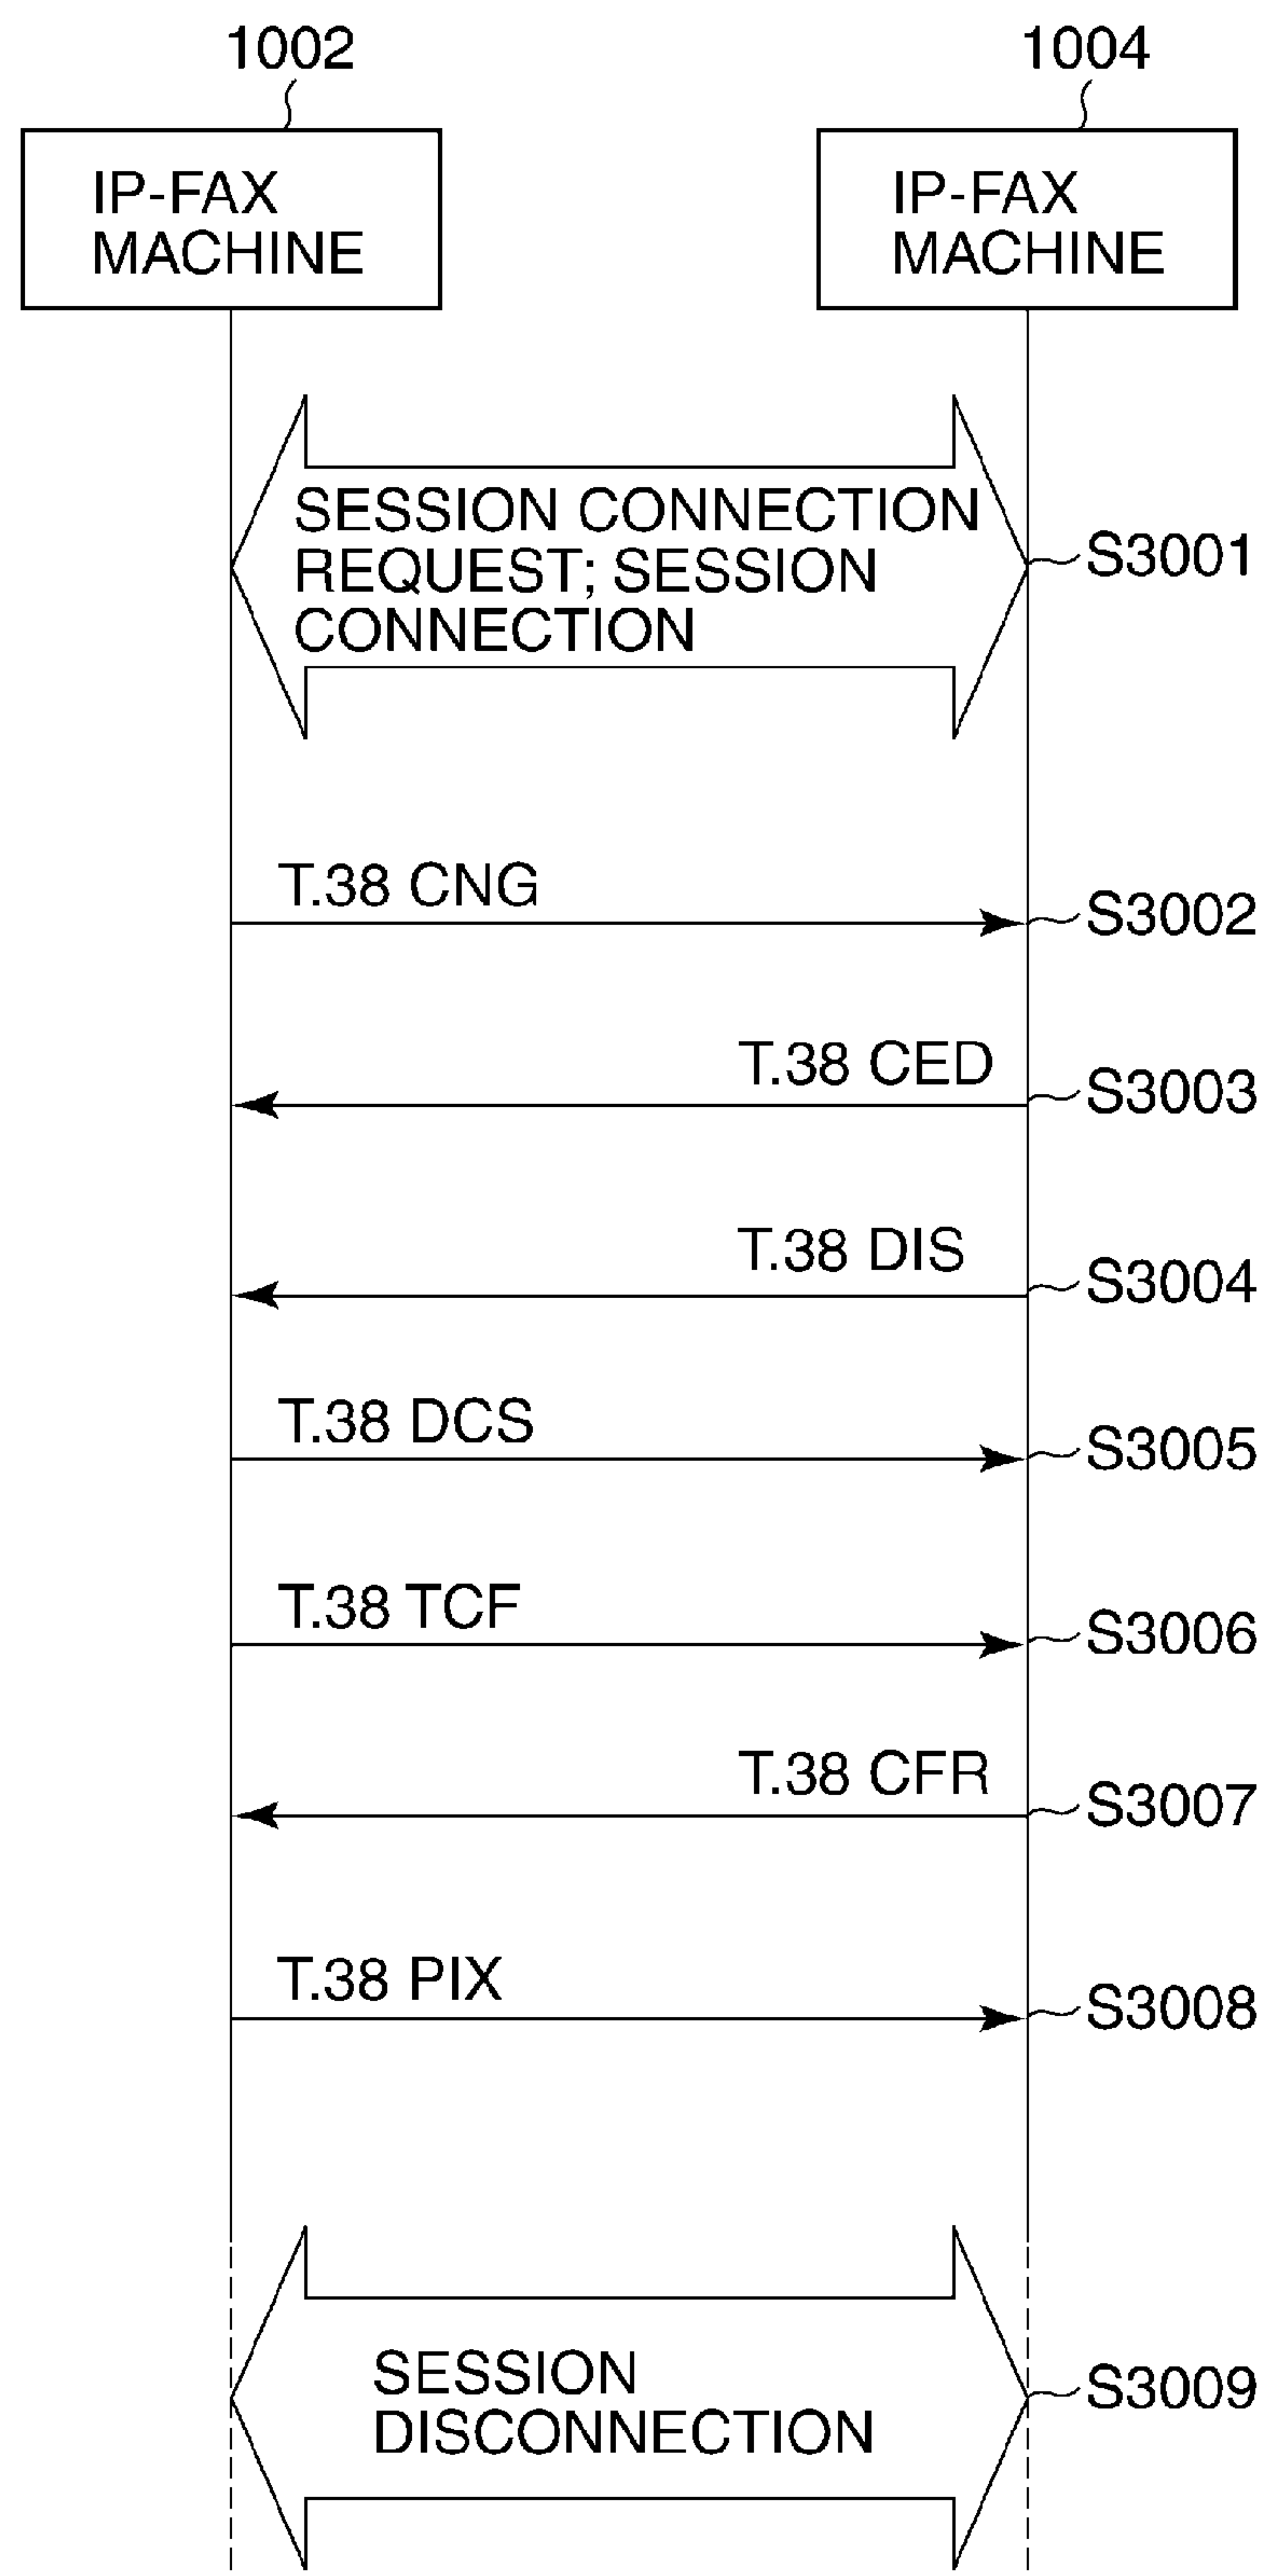 1002
1004
IP-FAX
MACHINE
IP-FAX
MACHINE
SESSION CONNECTION
REQUEST; SESSION
CONNECTION
S3001
T.38 CNG
S3002
T.38 CED
S3003
T.38 DIS
S3004
T.38 DCS
S3005
T.38 TCF
S3006
T.38 CFR
S3007
T.38 PIX
S3008
SESSION
DISCONNECTION
S3009